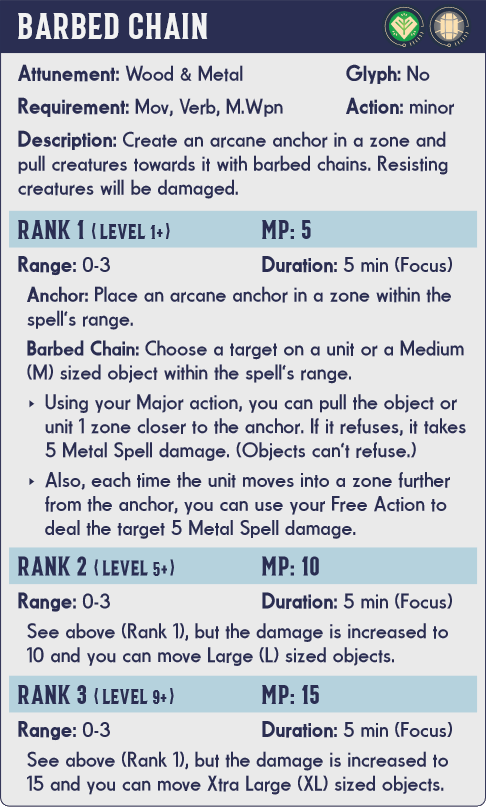 BARBED CHAIN
Attunement: Wood & Metal Glyph: No
Requirement: Mov, Verb, M.Wpn Action: minor
Description: Create an arcane anchor in a zone and
pull creatures towards it with barbed chains. Resisting
creatures will be damaged.
RANK 1 (LEVEL 1+) MP: 5
Range: 0-3 Duration: 5 min (Focus)
Anchor: Place an arcane anchor in a zone within the
spell's range.
Barbed Chain: Choose a target on a unit or a Medium
(M) sized object within the spell's range.
‣ Using your Major action, you can pull the object or
unit 1 zone closer to the anchor. If it refuses, it takes
5 Metal Spell damage. (Objects can't refuse.)
‣ Also, each time the unit moves into a zone further
from the anchor, you can use your Free Action to
deal the target 5 Metal Spell damage.
RANK 2 (LEVEL 5+) MP: 10
Range: 0-3 Duration: 5 min (Focus)
See above (Rank 1), but the damage is increased to
10 and you can move Large (L) sized objects.
RANK 3 (LEVEL 9+) MP: 15
Range: 0-3 Duration: 5 min (Focus)
See above (Rank 1), but the damage is increased to
15 and you can move Xtra Large (XL) sized objects.